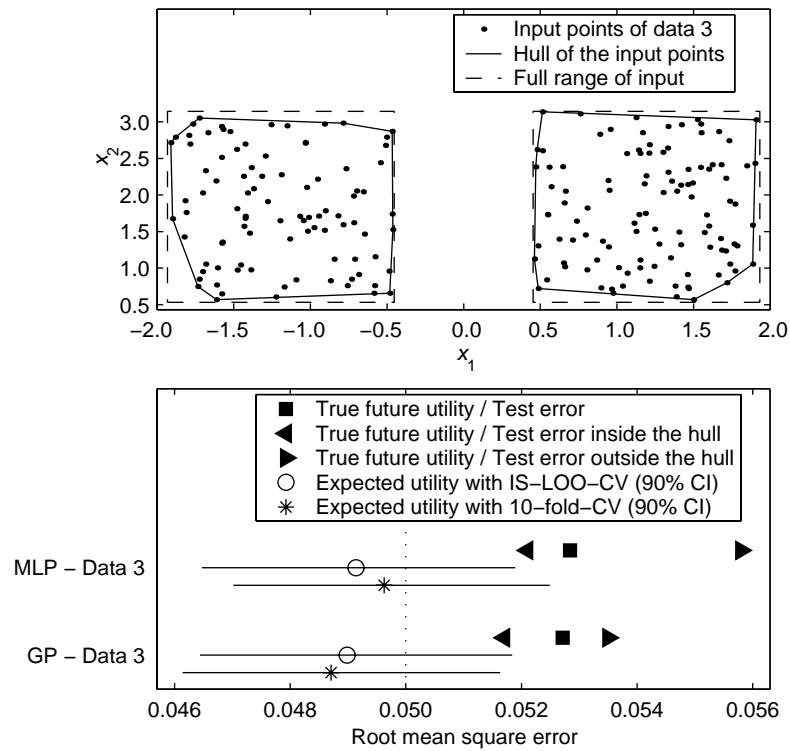 Input points of data 3
Hull of the input points
Full range of input
3.0
2.5
2.0
1.5
1.0
0.5
x2
−2.0 −1.5 −1.0 −0.5 0.0 0.5 1.0 1.5 2.0
x1
True future utility / Test error
True future utility / Test error inside the hull
True future utility / Test error outside the hull
Expected utility with IS−LOO−CV (90% CI)
Expected utility with 10−fold−CV (90% CI)
MLP − Data 3
GP − Data 3
0.046 0.048 0.050 0.052 0.054 0.056
Root mean square error